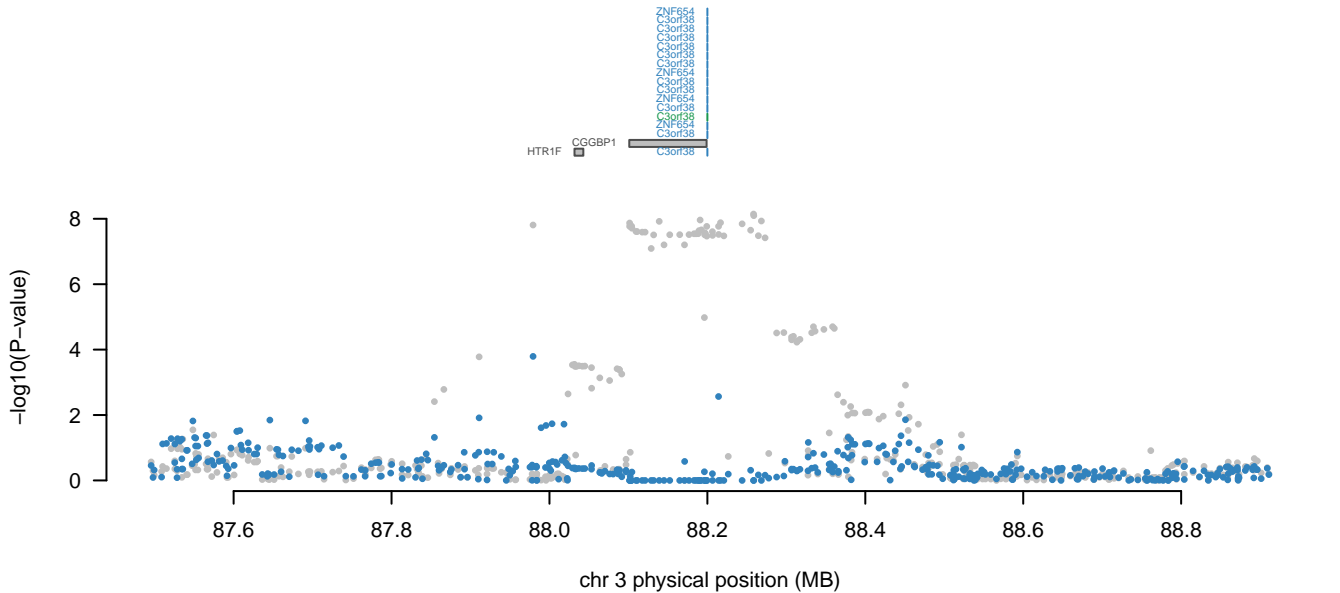 ZNF654
C3orf38
C3orf38
C3orf38
C3orf38
C3orf38
C3orf38
ZNF654
C3orf38
C3orf38
ZNF654
C3orf38
C3orf38
ZNF654
C3orf38
CGGBP1
HTR1F C3orf38
8
6
4
2
0
−log10(P−value)
87.6 87.8 88.0 88.2 88.4 88.6 88.8
chr 3 physical position (MB)